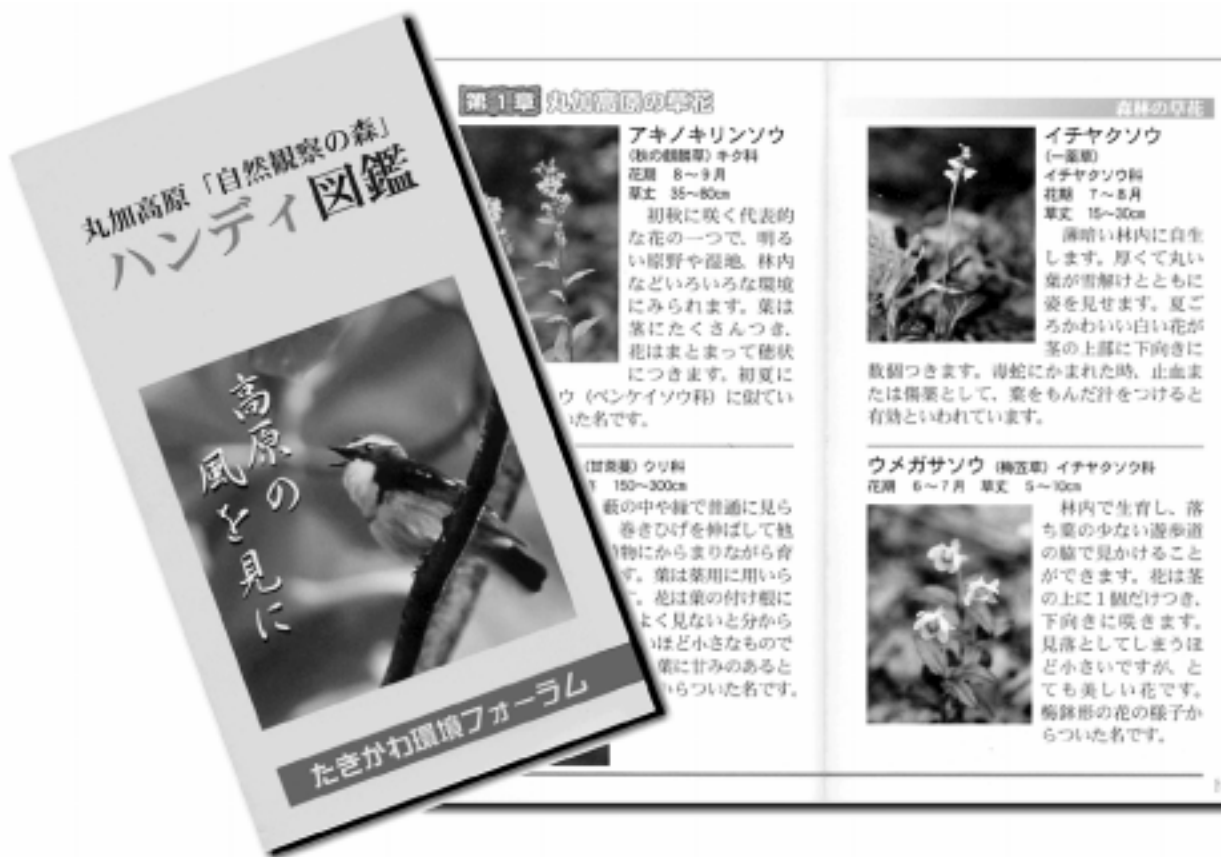 丸加高原「自然観察の森」
ハンディ図鑑
高原の
風を見に
たきかわ環境フォーラム
第1章 丸加高原の草花
アキノキリンソウ
(秋の麒麟草) キク科
花期 8～9月
草丈 35～80cm
初秋に咲く代表的
な花の一つで、明る
い原野や湿地、林内
などいろいろな環境
にみられます。葉は
茎にたくさんつき、
花はまとまって穂状
につきます。初夏に
ウ（ベンケイソウ科）に似てい
いた名です。
(甘茶蔓) ウリ科
150～300cm
藪の中や縁で普通に見ら
巻きひげを伸ばして他
物にからまりながら育
す。葉は薬用に用いら
。花は葉の付け根に
よく見ないと分から
いほど小さなもので
葉に甘みのあると
からついた名です。
森林の草花
イチヤクソウ
(一薬草)
イチヤクソウ科
花期 7～8月
草丈 15～30cm
薄暗い林内に自生
します。厚くて丸い
葉が雪解けとともに
姿を見せます。夏ご
ろかわいい白い花が
茎の上部に下向きに
数個つきます。毒蛇にかまれた時、止血ま
たは傷薬として、葉をもんだ汁をつけると
有効といわれています。
ウメガサソウ (梅笠草) イチヤクソウ科
花期 6～7月 草丈 5～10cm
林内で生育し、落
ち葉の少ない遊歩道
の脇で見かけること
ができます。花は茎
の上に1個だけつき、
下向きに咲きます。
見落としてしまうほ
ど小さいですが、と
ても美しい花です。
梅鉢形の花の様子か
らついた名です。